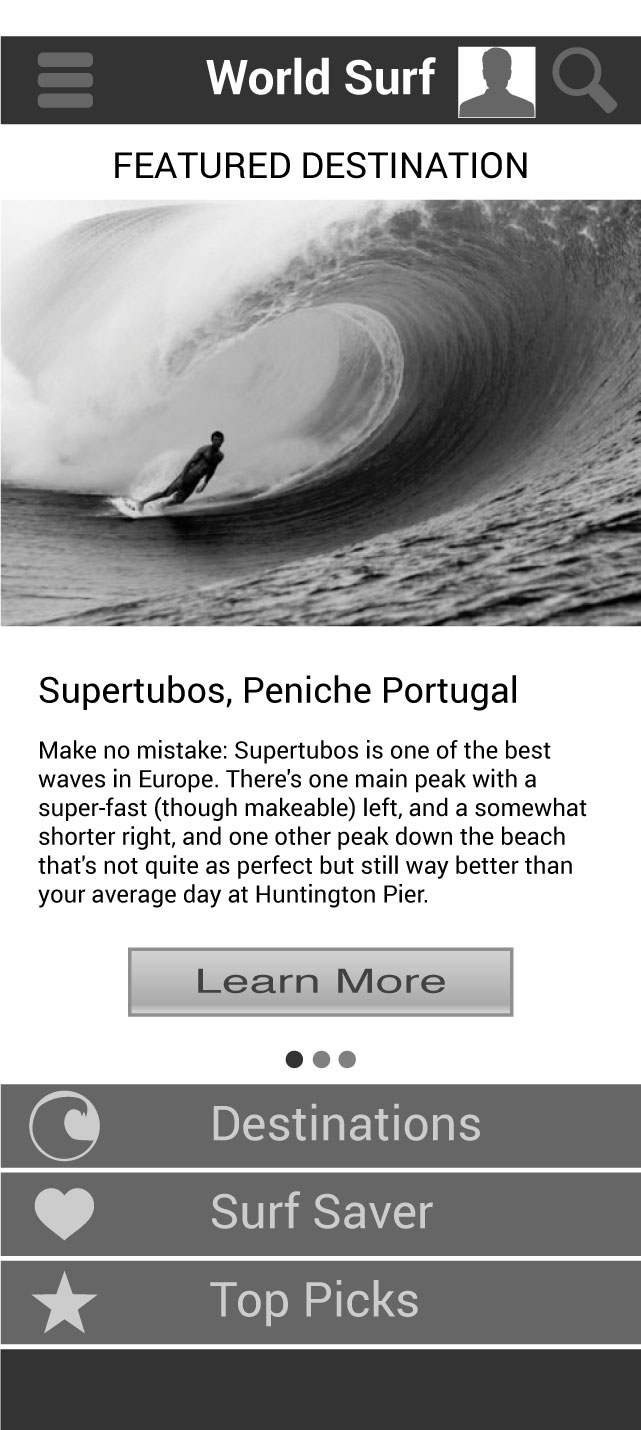 World Surf
FEATURED DESTINATION
Supertubos, Peniche Portugal
Make no mistake: Supertubos is one of the best
waves in Europe. There's one main peak with a
super-fast (though makeable) left, and a somewhat
shorter right, and one other peak down the beach
that's not quite as perfect but still way better than
your average day at Huntington Pier.
Learn More
Destinations
Surf Saver
Top Picks